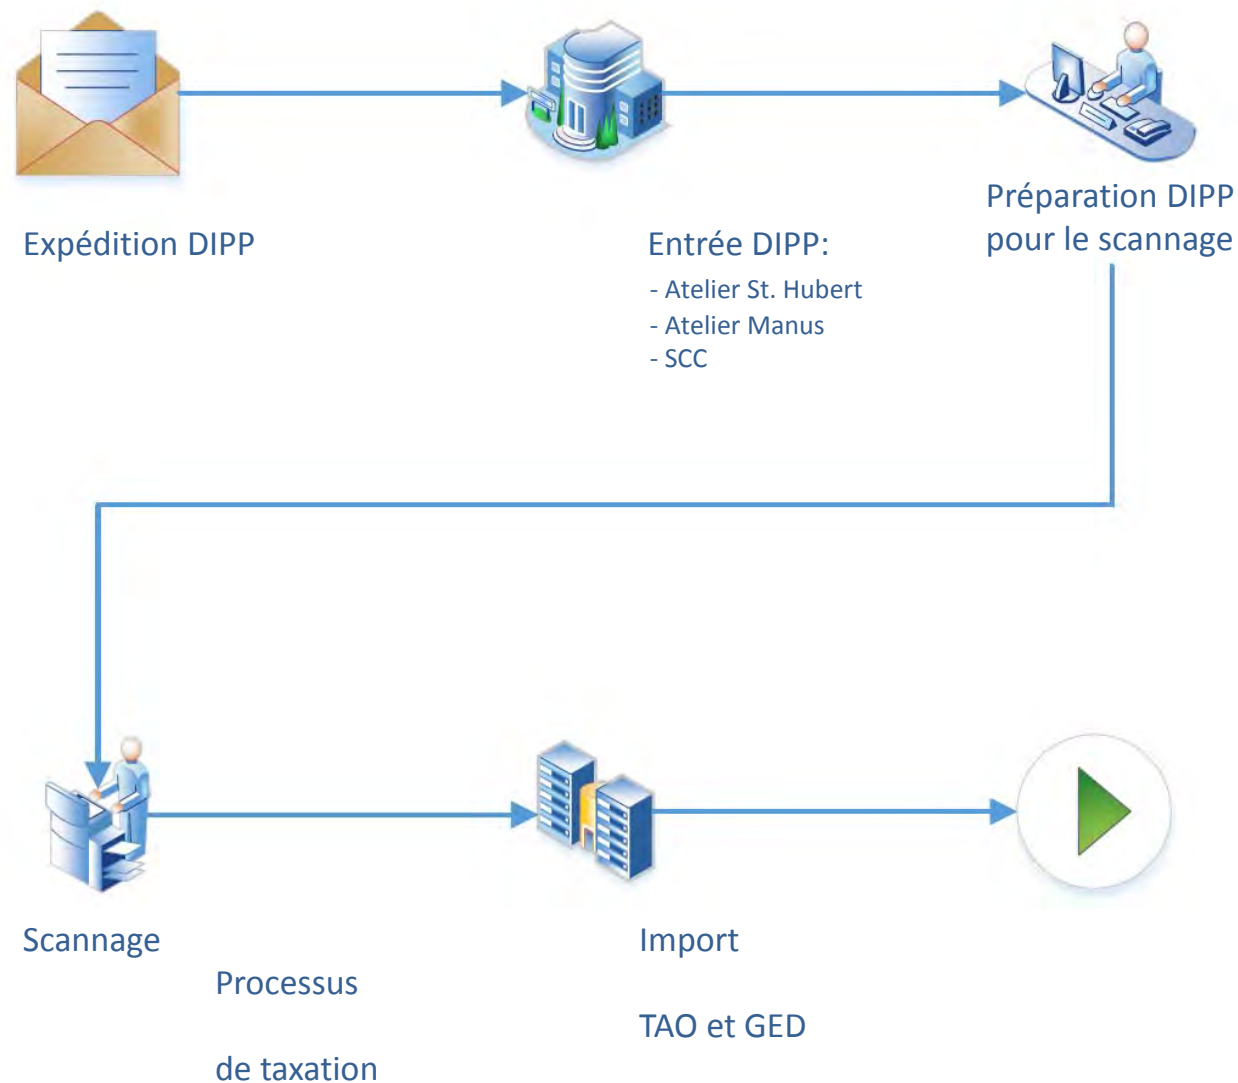 Expédition DIPP
Entrée DIPP:
- Atelier St. Hubert
- Atelier Manus
- SCC
Préparation DIPP
pour le scannage
Scannage
Processus
de taxation
Import
TAO et GED